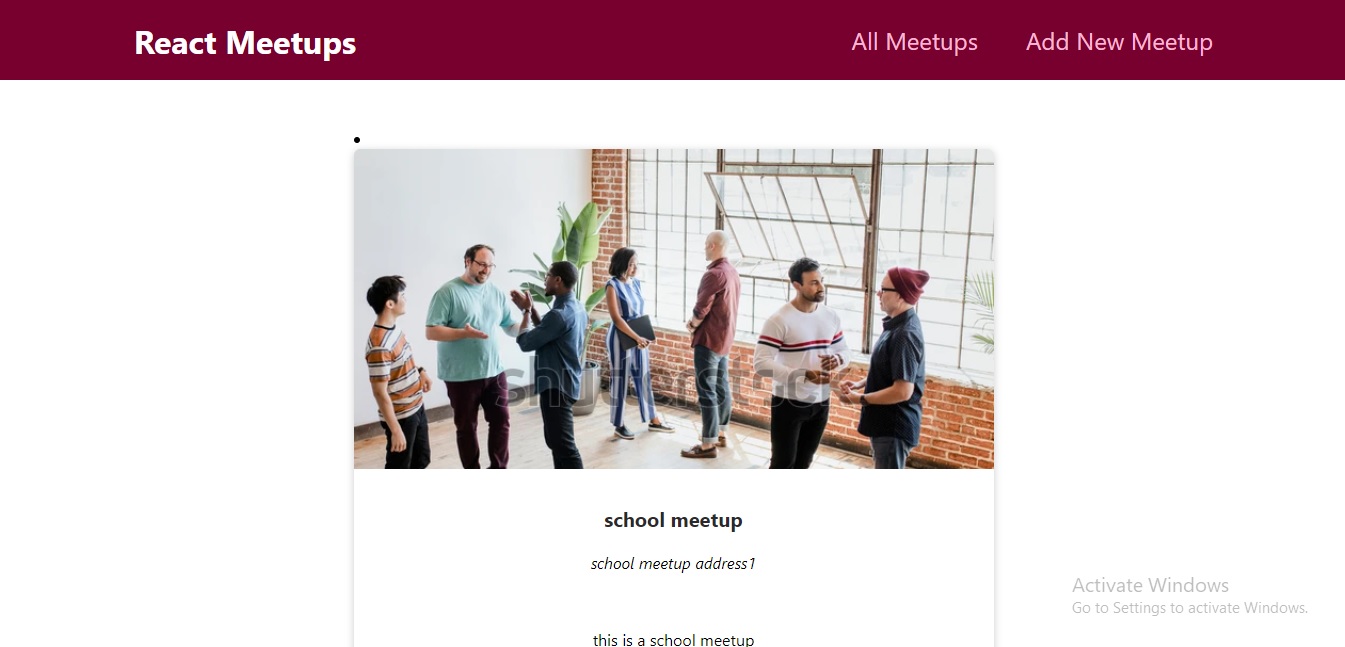 React Meetups
All Meetups
Add New Meetup
shutterstock
school meetup
school meetup address1
this is a school meetup
Activate Windows
Go to Settings to activate Windows.